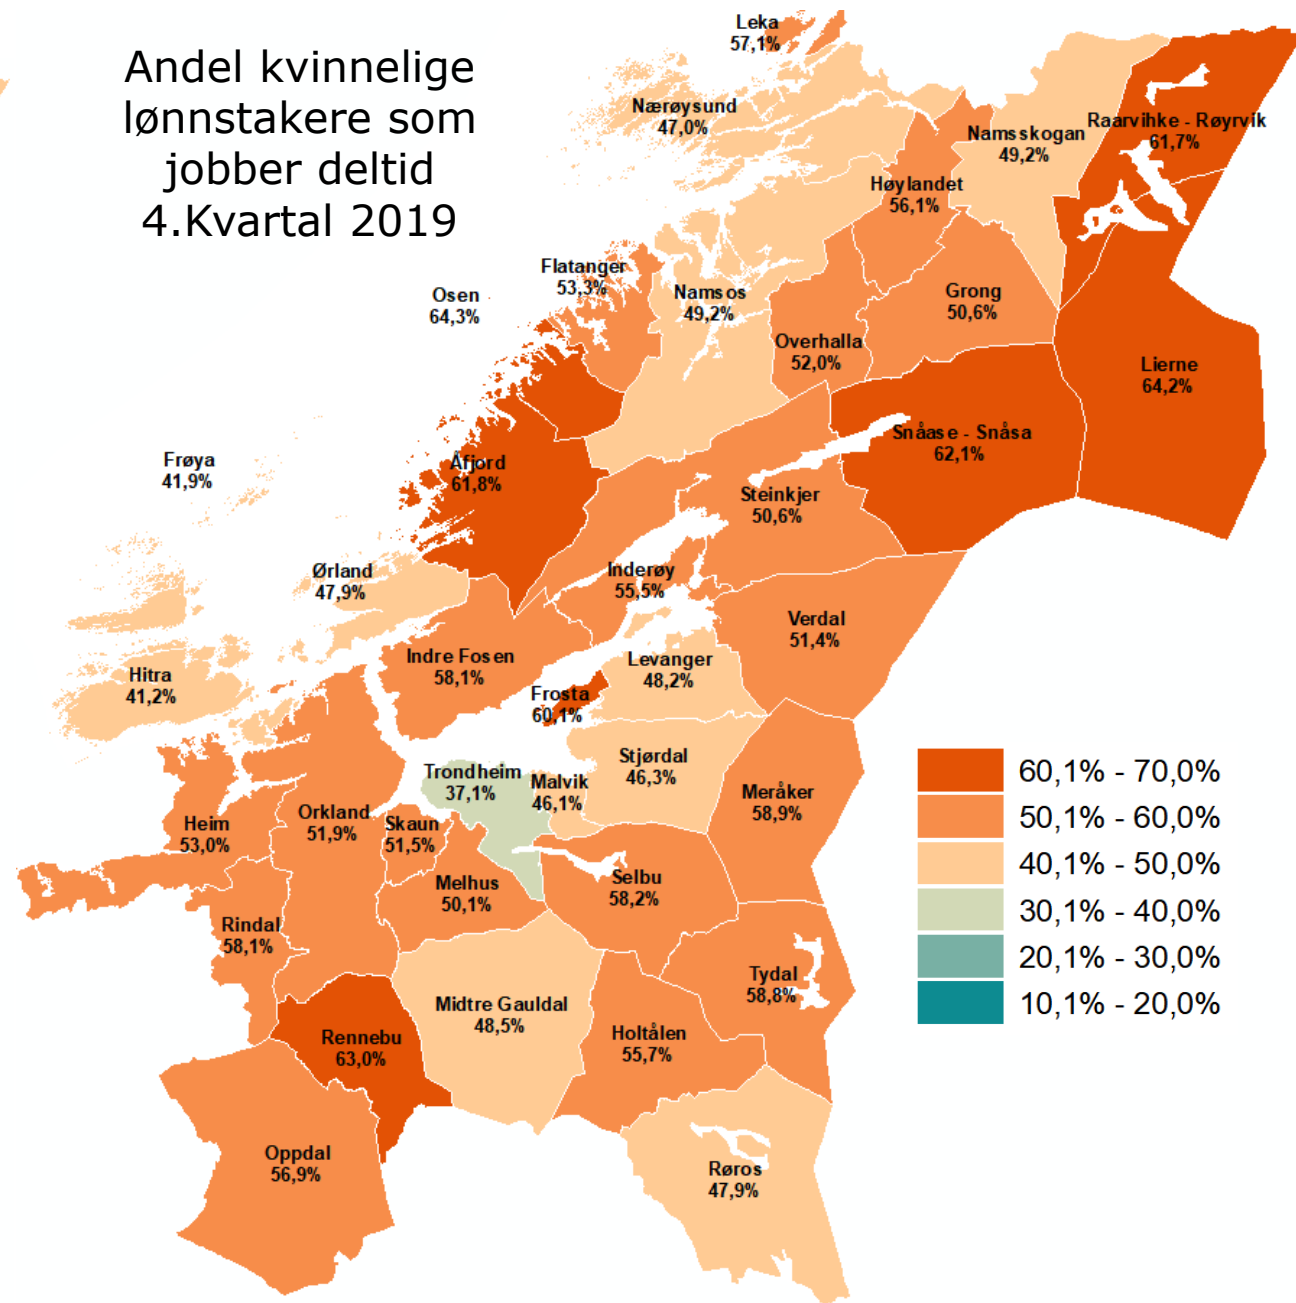 Andel kvinnelige
lønnstakere som
jobber deltid
4.Kvartal 2019
Leka
57,1%
Nærøysund
47,0%
Namsskogan
49,2%
Raarvihke - Røyrvik
61,7%
Høylandet
56,1%
Flatanger
53,3%
Osen
64,3%
Namsos
49,2%
Grong
50,6%
Overhalla
52,0%
Lierne
64,2%
Snåase - Snåsa
62,1%
Frøya
41,9%
Åfjord
61,8%
Steinkjer
50,6%
Ørland
47,9%
Inderøy
55,5%
Verdal
51,4%
Indre Fosen
58,1%
Levanger
48,2%
Hitra
41,2%
Frosta
60,1%
Stjørdal
46,3%
Trondheim
37,1%
Malvik
46,1%
Meråker
58,9%
Orkland
51,9%
Heim
53,0%
Skaun
51,5%
Melhus
50,1%
Selbu
58,2%
Rindal
58,1%
Tydal
58,8%
Midtre Gauldal
48,5%
Rennebu
63,0%
Holtålen
55,7%
Oppdal
56,9%
Røros
47,9%
60,1% - 70,0%
50,1% - 60,0%
40,1% - 50,0%
30,1% - 40,0%
20,1% - 30,0%
10,1% - 20,0%